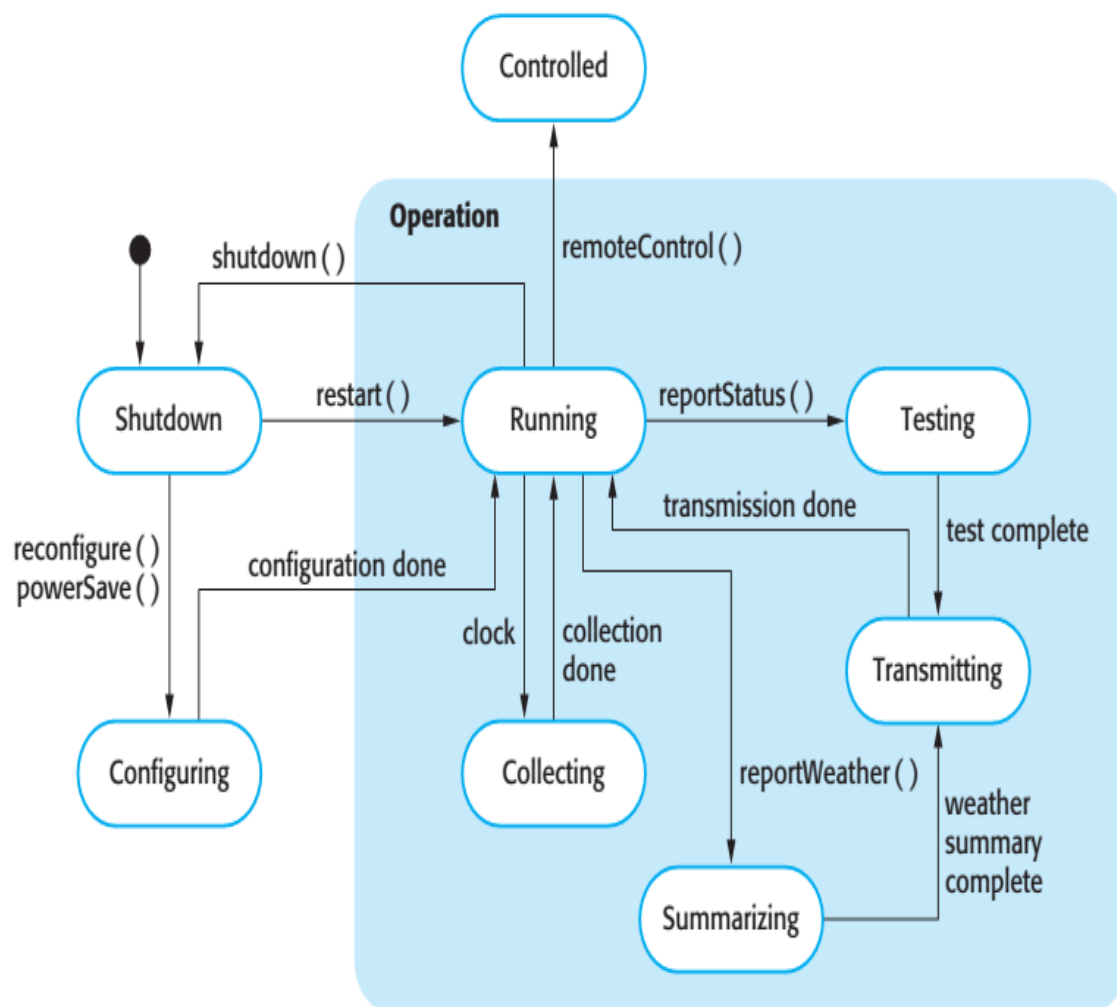 Controlled
Operation
shutdown ( )
remoteControl ( )
Shutdown
restart ( )
Running
reportStatus ( )
Testing
reconfigure ( )
powerSave ( )
configuration done
transmission done
test complete
clock
collection
done
Transmitting
Configuring
Collecting
reportWeather ( )
weather
summary
complete
Summarizing